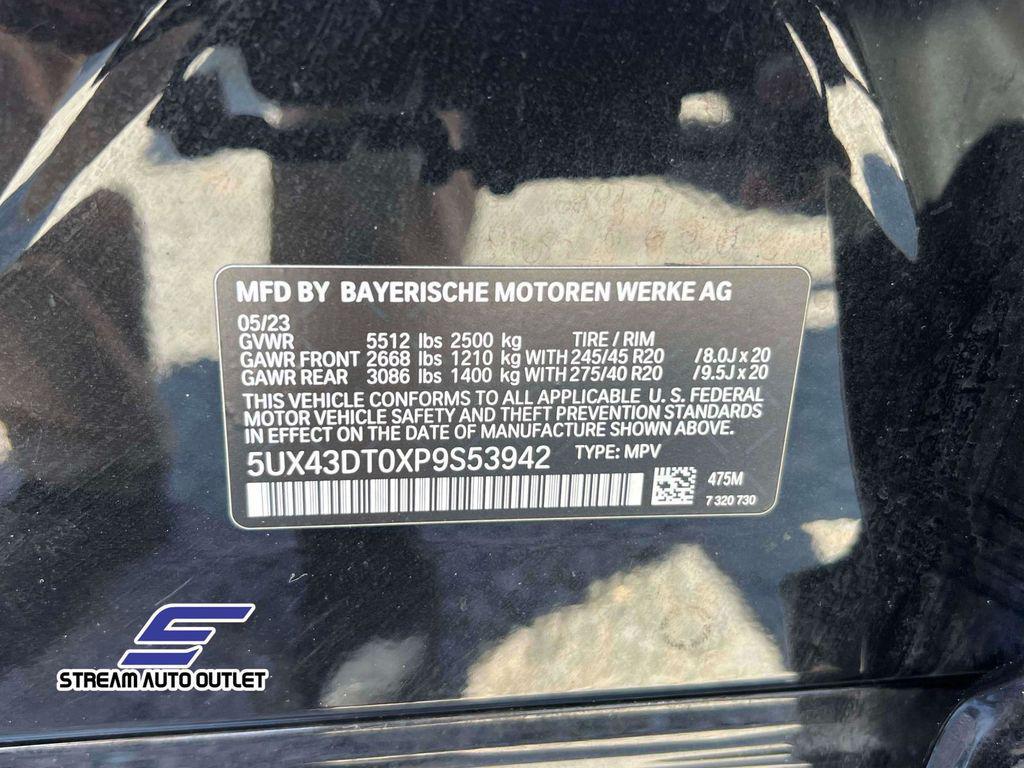 MFD BY BAYERISCHE MOTOREN WERKE AG
05/23
GVWR 5512 lbs 2500 kg TIRE / RIM
GAWR FRONT 2668 lbs 1210 kg WITH 245/45 R20 /8.0J x 20
GAWR REAR 3086 lbs 1400 kg WITH 275/40 R20 /9.5J x 20
THIS VEHICLE CONFORMS TO ALL APPLICABLE U. S. FEDERAL
MOTOR VEHICLE SAFETY AND THEFT PREVENTION STANDARDS
IN EFFECT ON THE DATE OF MANUFACTURE SHOWN ABOVE.
5UX43DT0XP9S53942 TYPE: MPV
475M
7 320 730
STREAM AUTO OUTLET